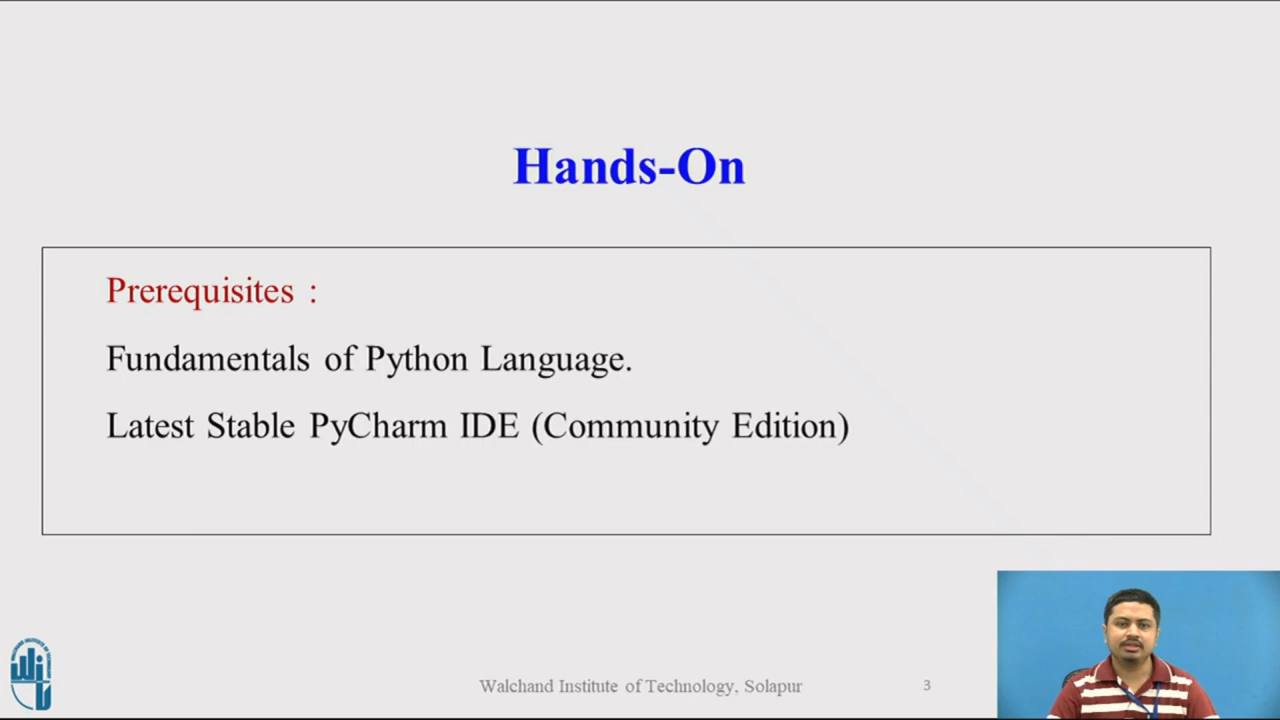 Hands-On
Prerequisites :
Fundamentals of Python Language.
Latest Stable PyCharm IDE (Community Edition)
Walchand Institute of Technology, Solapur
3